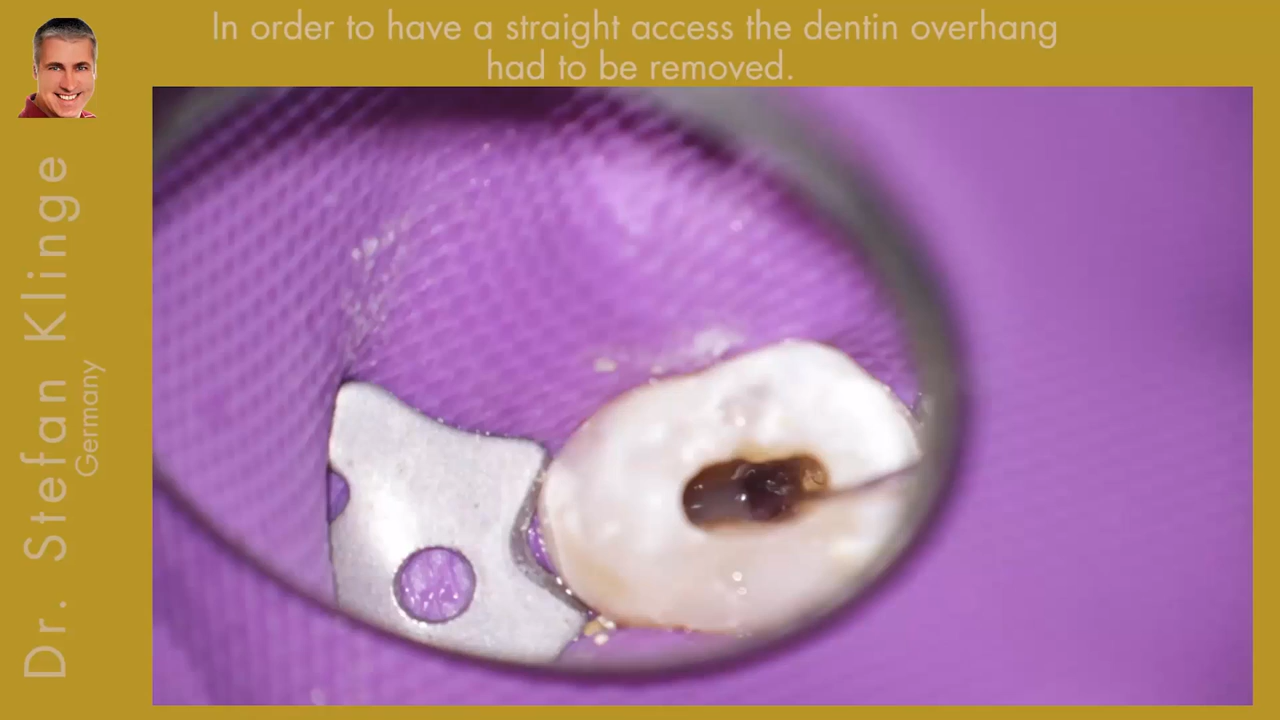 In order to have a straight access the dentin overhang
had to be removed.
Dr. Stefan Klinge
Germany